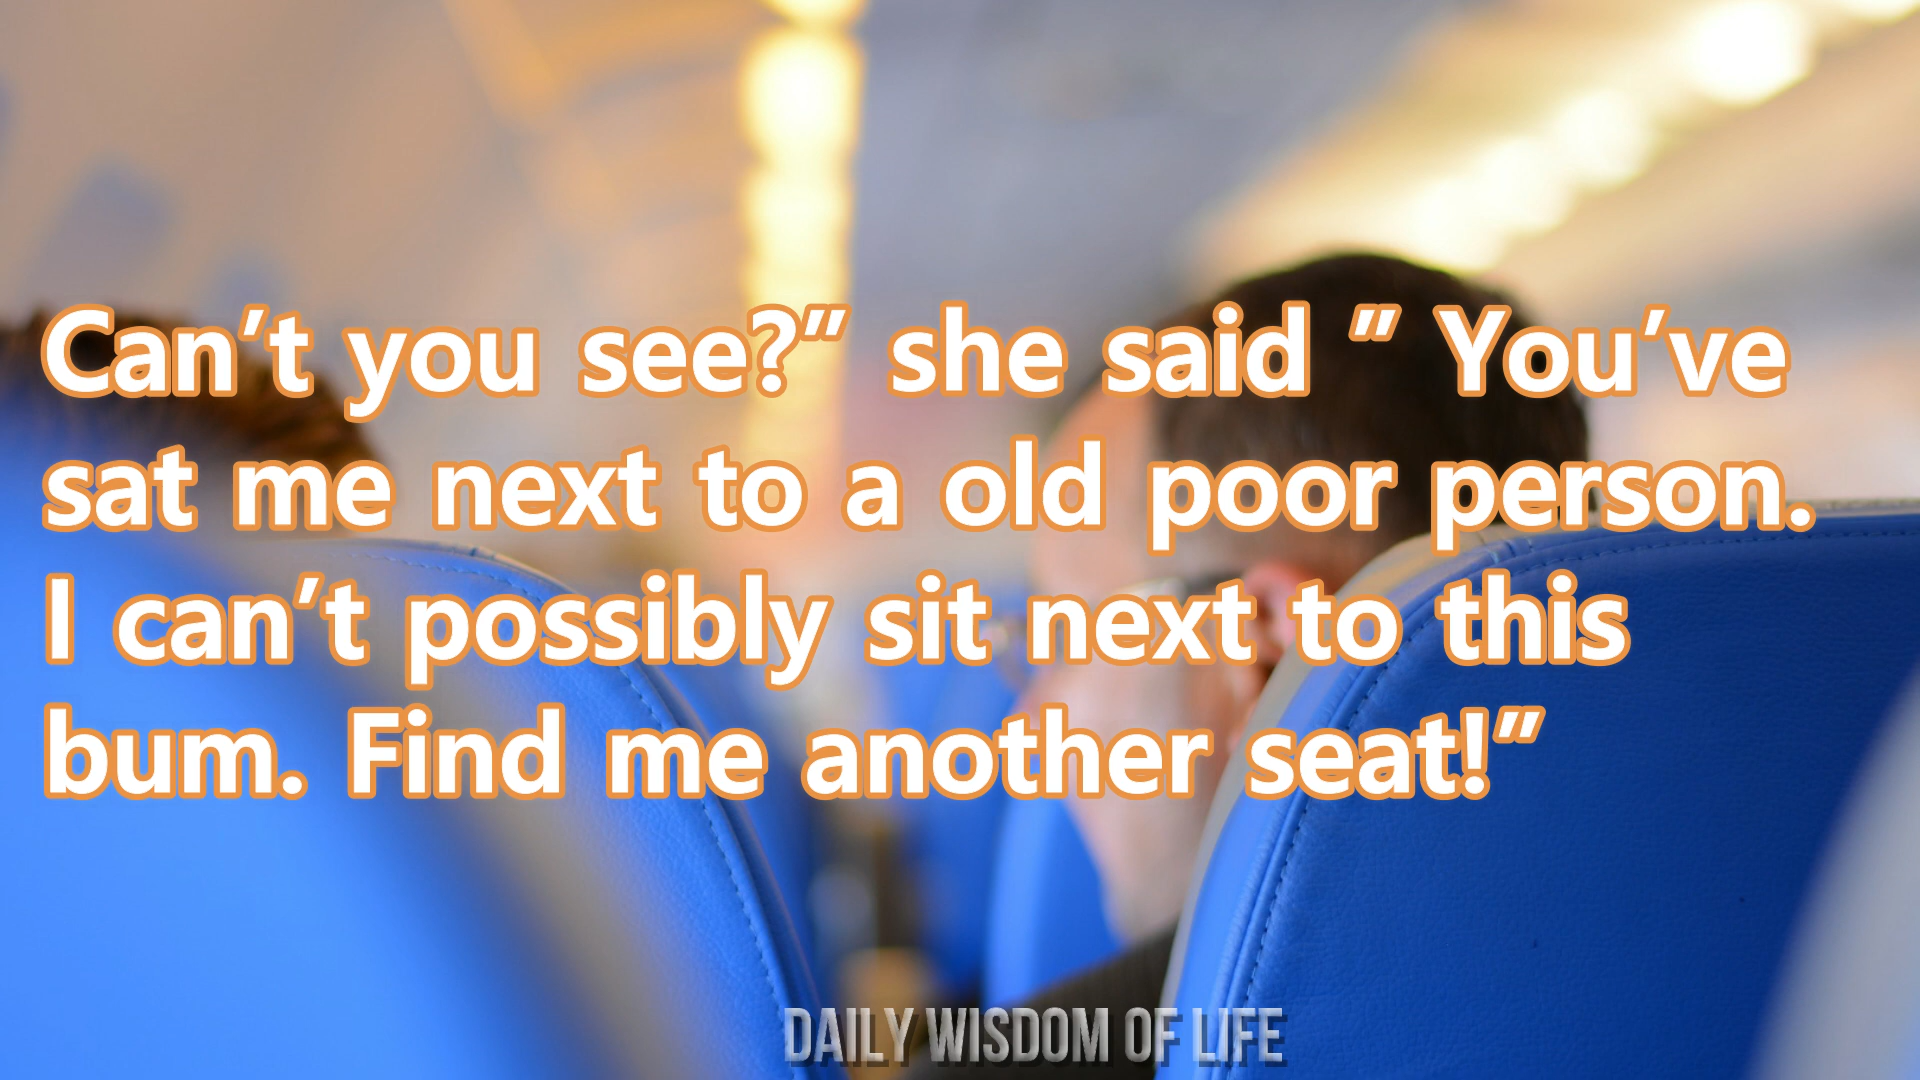 Can’t you see?” she said ” You’ve
sat me next to a old poor person.
I can’t possibly sit next to this
bum. Find me another seat!”
DAILY WISDOM OF LIFE